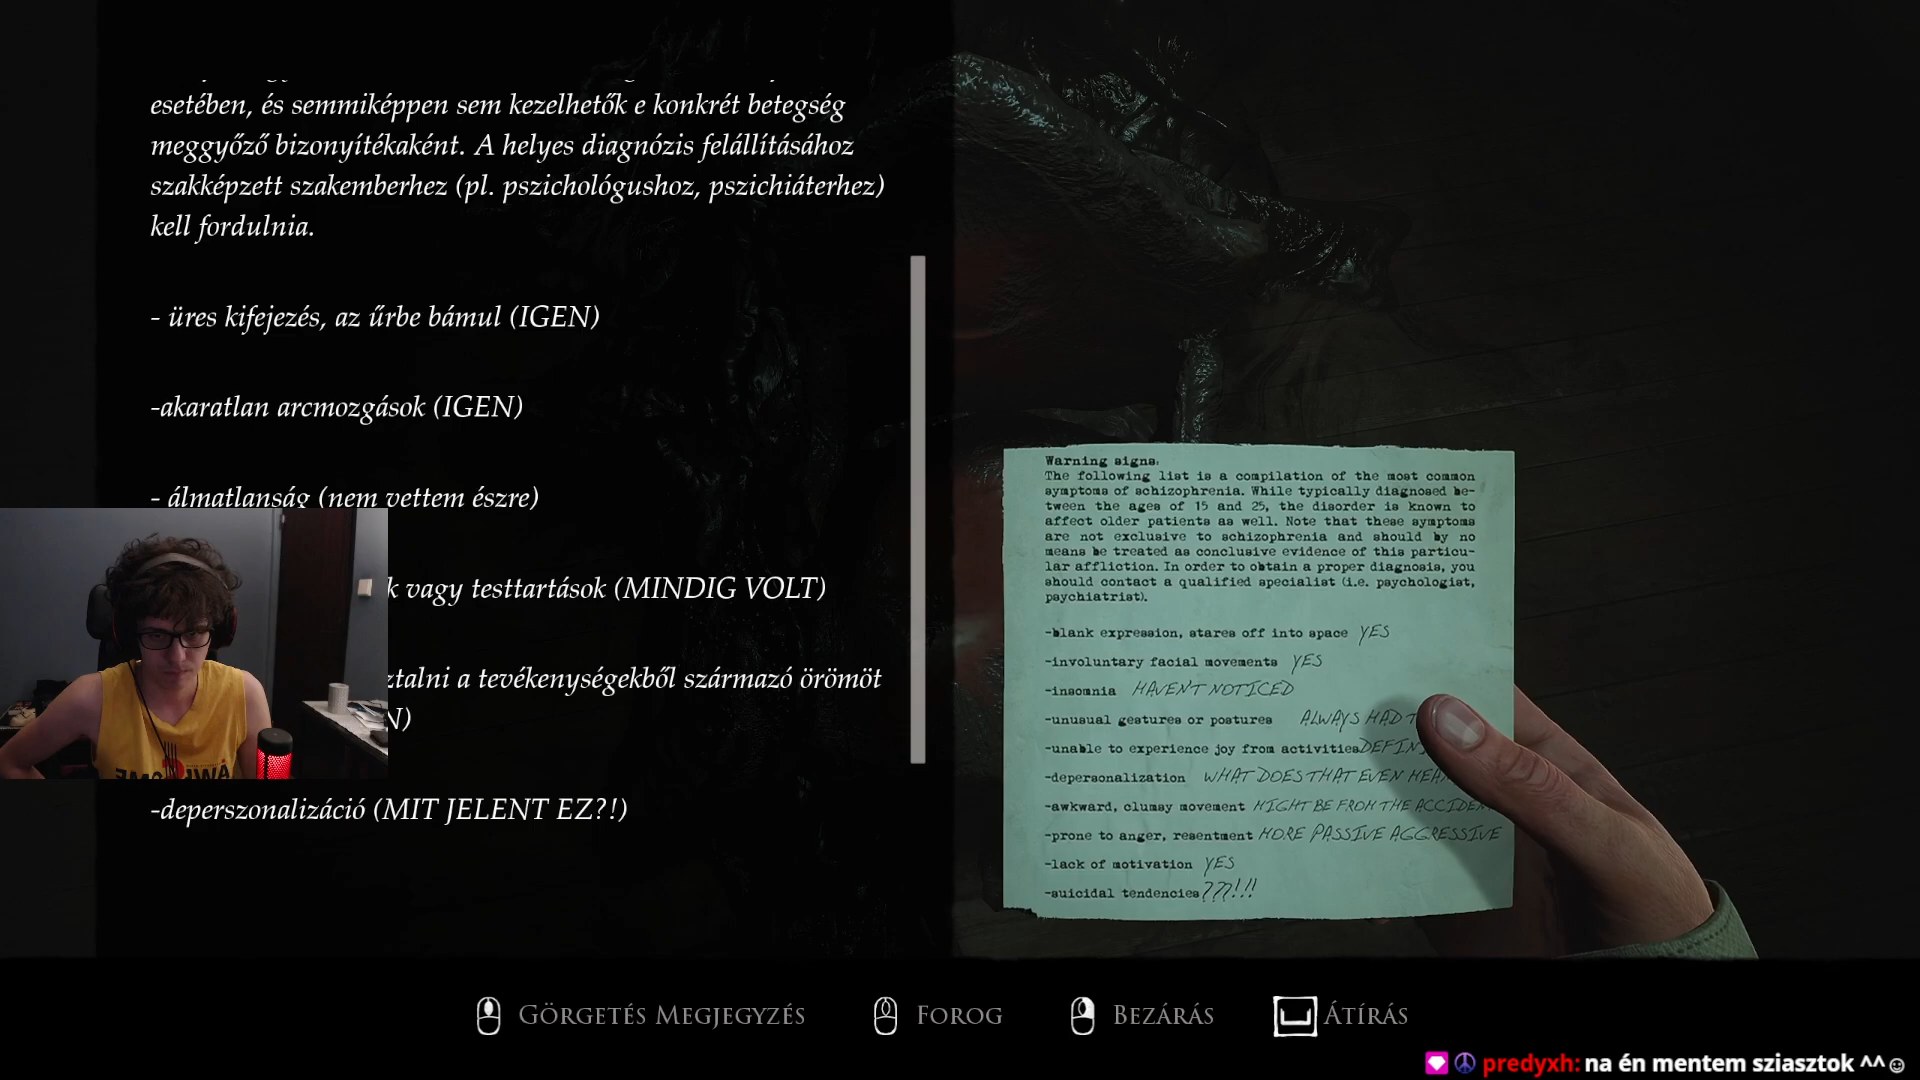 esetében, és semmiképpen sem kezelhetők e konkrét betegség
meggyőző bizonyítékaként. A helyes diagnózis felállításához
szakképzett szakemberhez (pl. pszichológushoz, pszichiáterhez)
kell fordulnia.
- üres kifejezés, az űrbe bámul (IGEN)
-akaratlan arcmozgások (IGEN)
- álmatlanság (nem vettem észre)
k vagy testtartások (MINDIG VOLT)
ztalni a tevékenységekből származó örömöt
N)
-deperszonalizáció (MIT JELENT EZ?!)
Warning signs.
The following list is a compilation of the most common
symptoms of schizophrenia. While typically diagnosed be-
tween the ages of 15 and 25, the disorder is known to
affect older patients as well. Note that these symptoms
are not exclusive to schizophrenia and should by no
means be treated as conclusive evidence of this particu-
lar affliction. In order to obtain a proper diagnosis, you
should contact a qualified specialist (i.e. psychologist,
psychiatrist).
-blank expression, stares off into space YES
-involuntary facial movements YES
-insomnia HAVEN'T NOTICED
-unusual gestures or postures ALWAYS HAD T
-unable to experience joy from activities DEFIN
-depersonalization WHAT DOES THAT EVEN MEAN
-awkward, clumsy movement MIGHT BE FROM THE ACCIDEN
-prone to anger, resentment MORE PASSIVE AGGRESSIVE
-lack of motivation YES
-suicidal tendencies ???!!!
GÖRGETÉS MEGJEGYZÉS FOROG BEZÁRÁS ÁTÍRÁS
predyxh: na én mentem sziasztok ^^☺